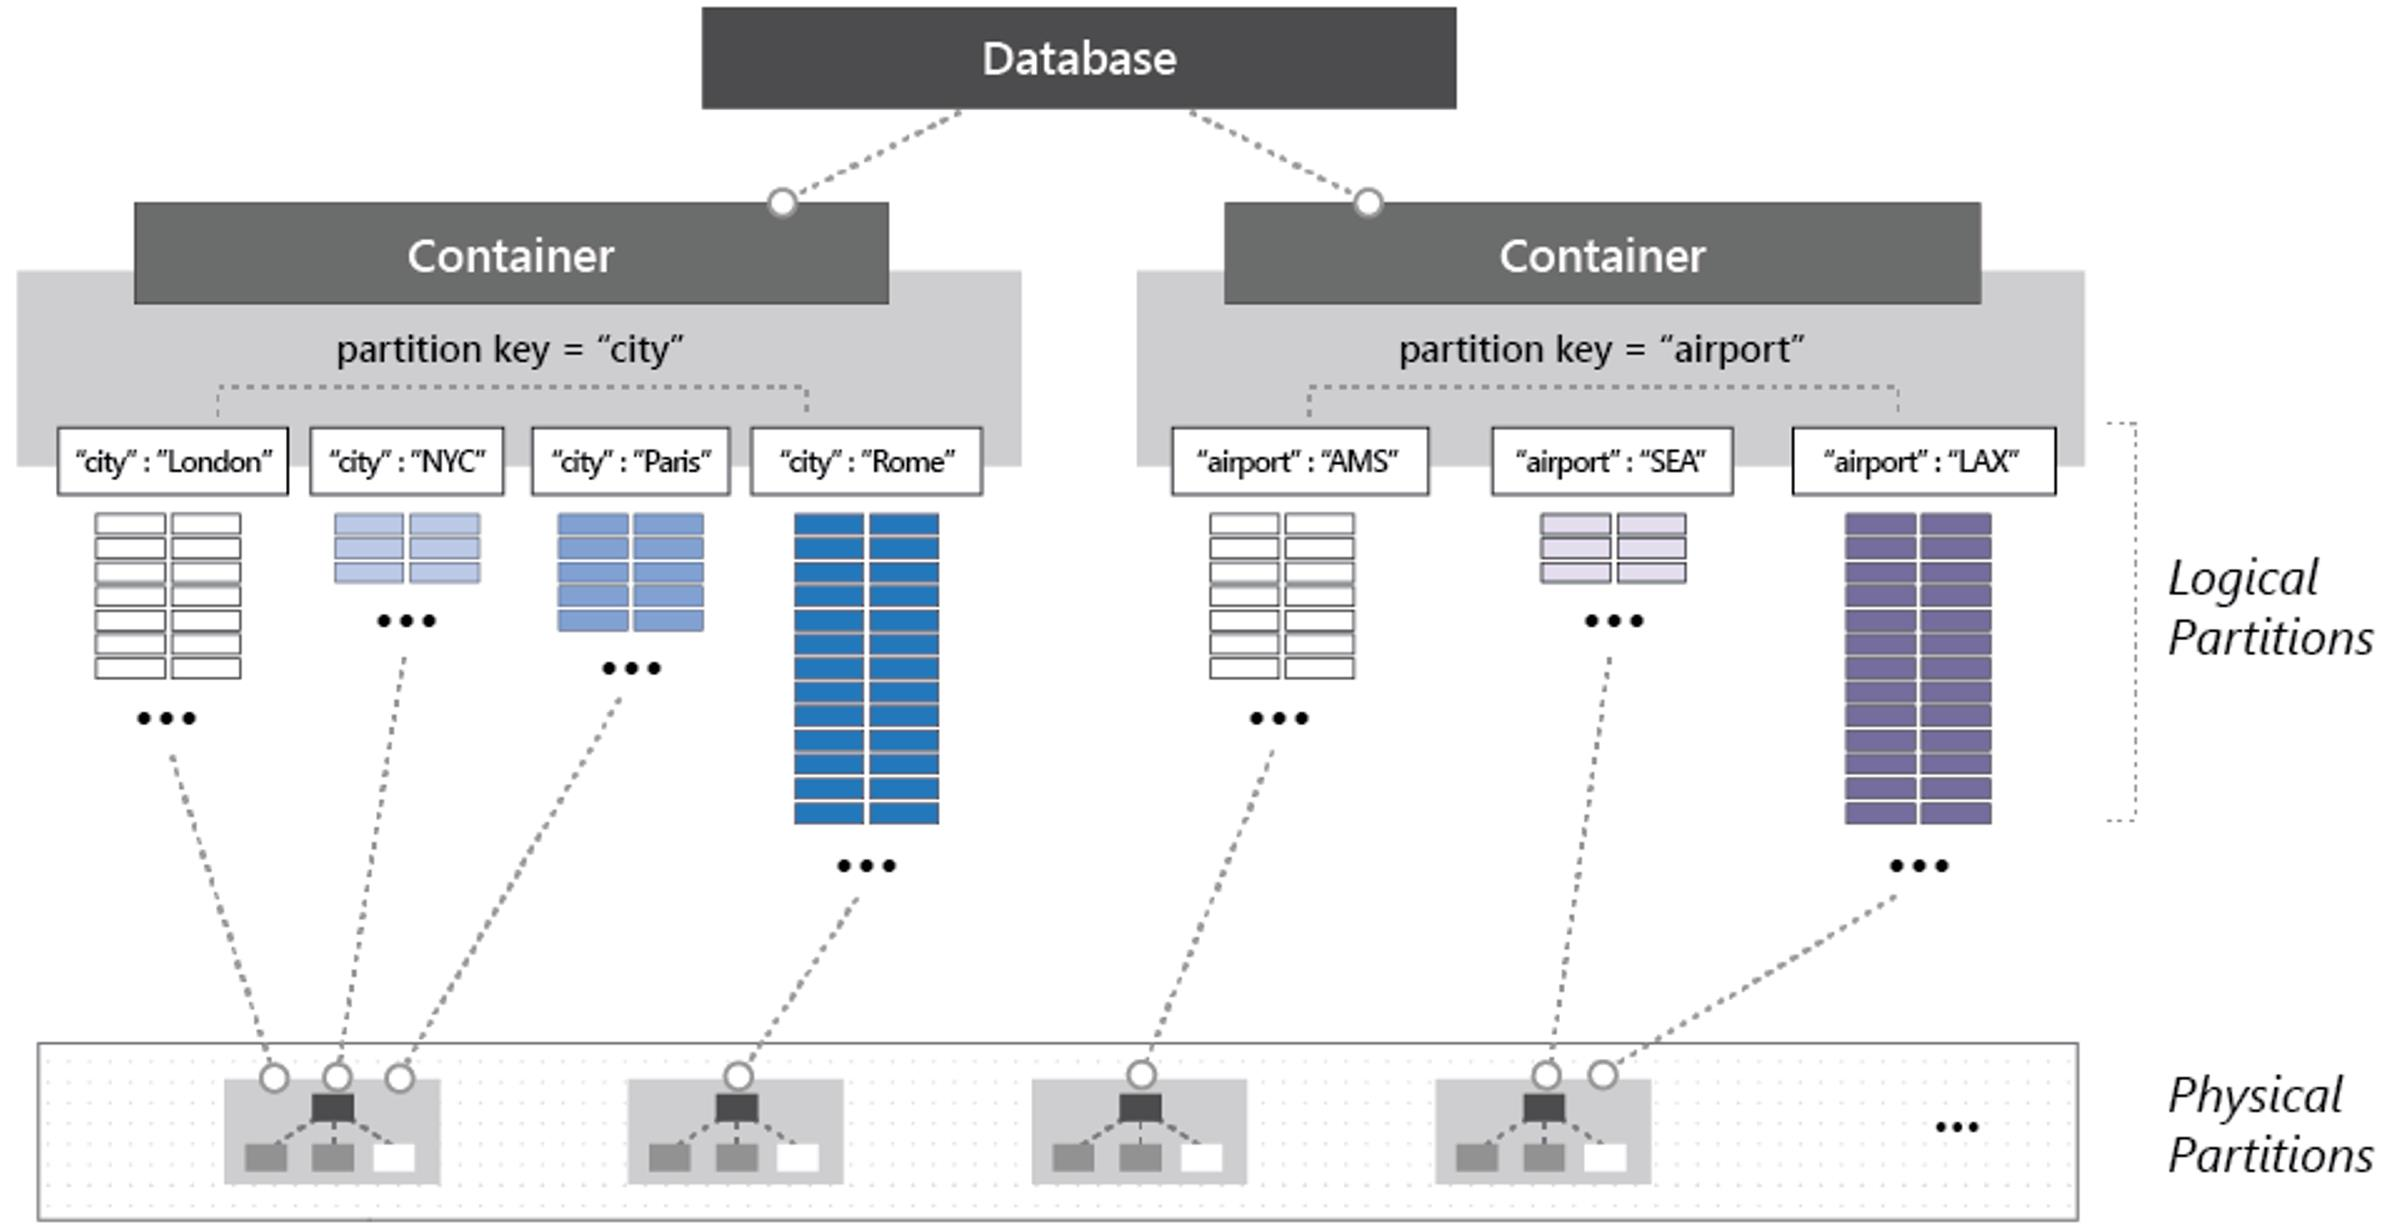 Database
Container
Container
partition key = “city”
partition key = “airport”
“city” : “London”
“city” : “NYC”
“city” : “Paris”
“city” : “Rome”
“airport” : “AMS”
“airport” : “SEA”
“airport” : “LAX”
Logical
Partitions
Physical
Partitions